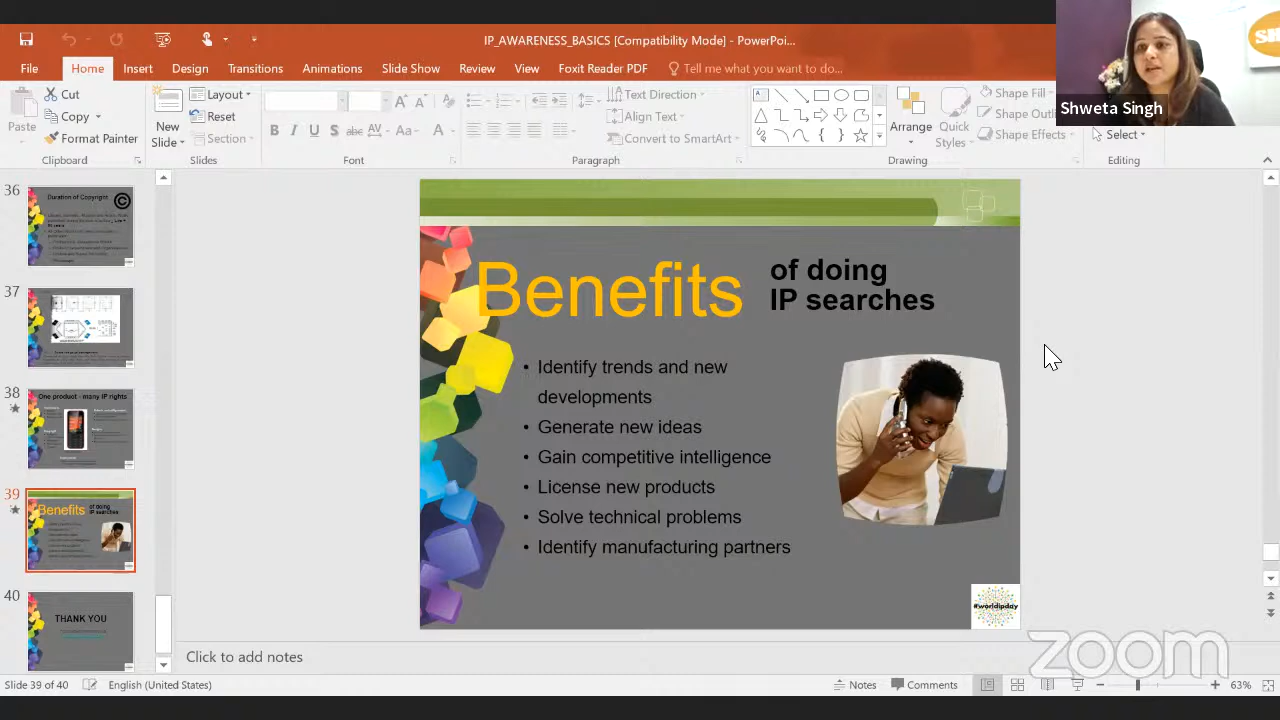 IP_AWARENESS_BASICS [Compatibility Mode] - PowerPoi...
File Home Insert Design Transitions Animations Slide Show Review View Foxit Reader PDF Tell me what you want to do...
Shweta Singh
Paste
Cut
Copy
Format Painter
Clipboard
New
Slide
Layout
Reset
Section
Slides
B I U S abc AV Aa A
Font
Text Direction
Align Text
Convert to SmartArt
Paragraph
Arrange
Quick
Styles
Shape Fill
Shape Outli
Shape Effects
Drawing
Select
Editing
36
Duration of Copyright
37
38
One product - many IP rights
39
Benefits of doing
IP searches
40
THANK YOU
Benefits
of doing
IP searches
• Identify trends and new
developments
• Generate new ideas
• Gain competitive intelligence
• License new products
• Solve technical problems
• Identify manufacturing partners
#worldipday
Click to add notes
zoom
Slide 39 of 40 English (United States) Notes Comments 63%